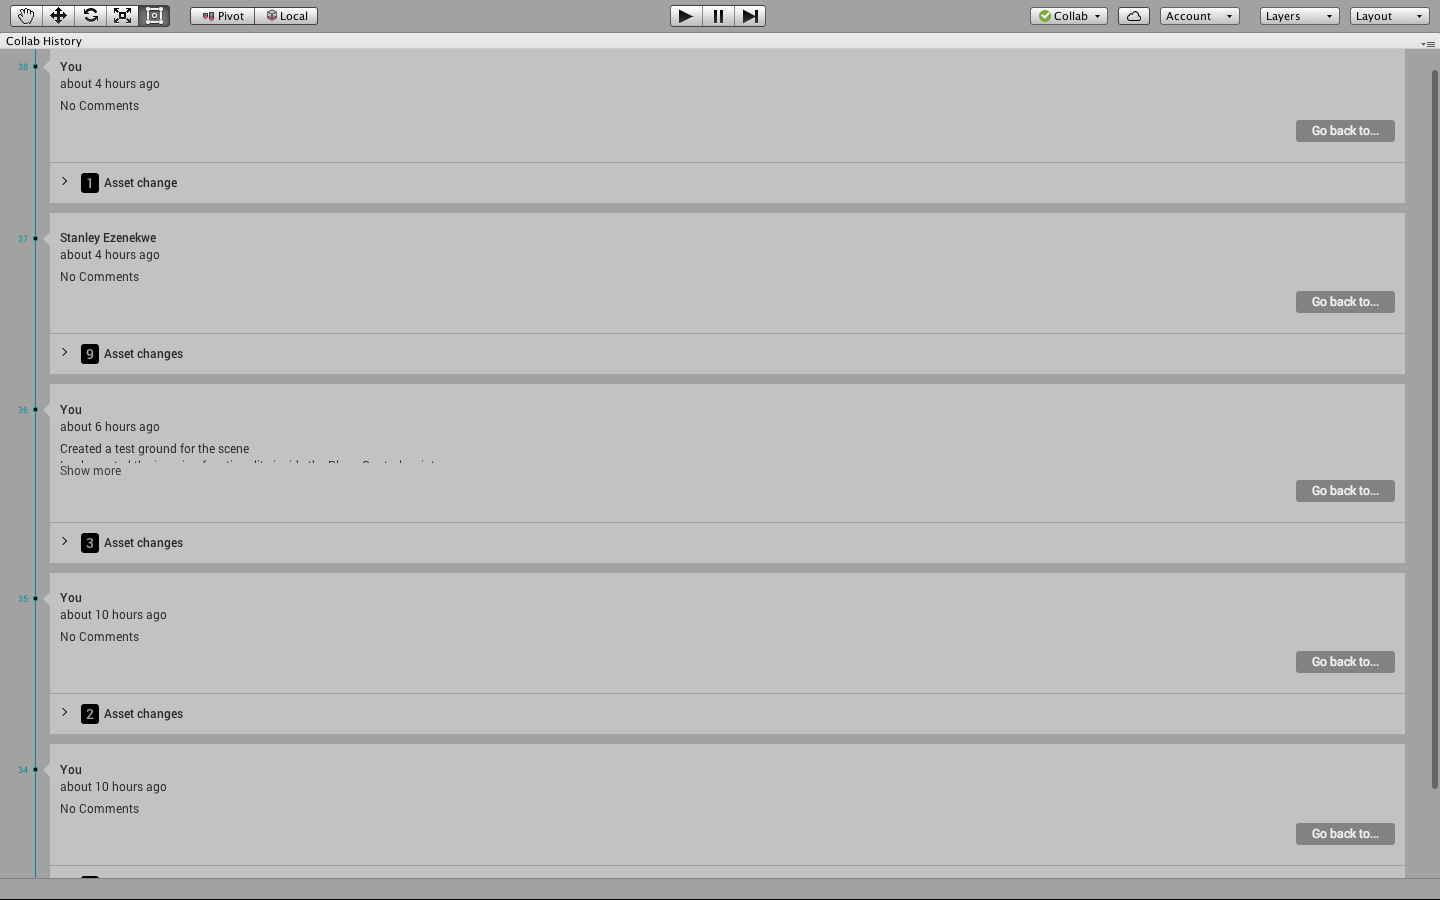 Pivot Local Collab Account Layers Layout
Collab History
38
You
about 4 hours ago
No Comments
Go back to...
1 Asset change
37
Stanley Ezenekwe
about 4 hours ago
No Comments
Go back to...
9 Asset changes
36
You
about 6 hours ago
Created a test ground for the scene
Show more
Go back to...
3 Asset changes
35
You
about 10 hours ago
No Comments
Go back to...
2 Asset changes
34
You
about 10 hours ago
No Comments
Go back to...